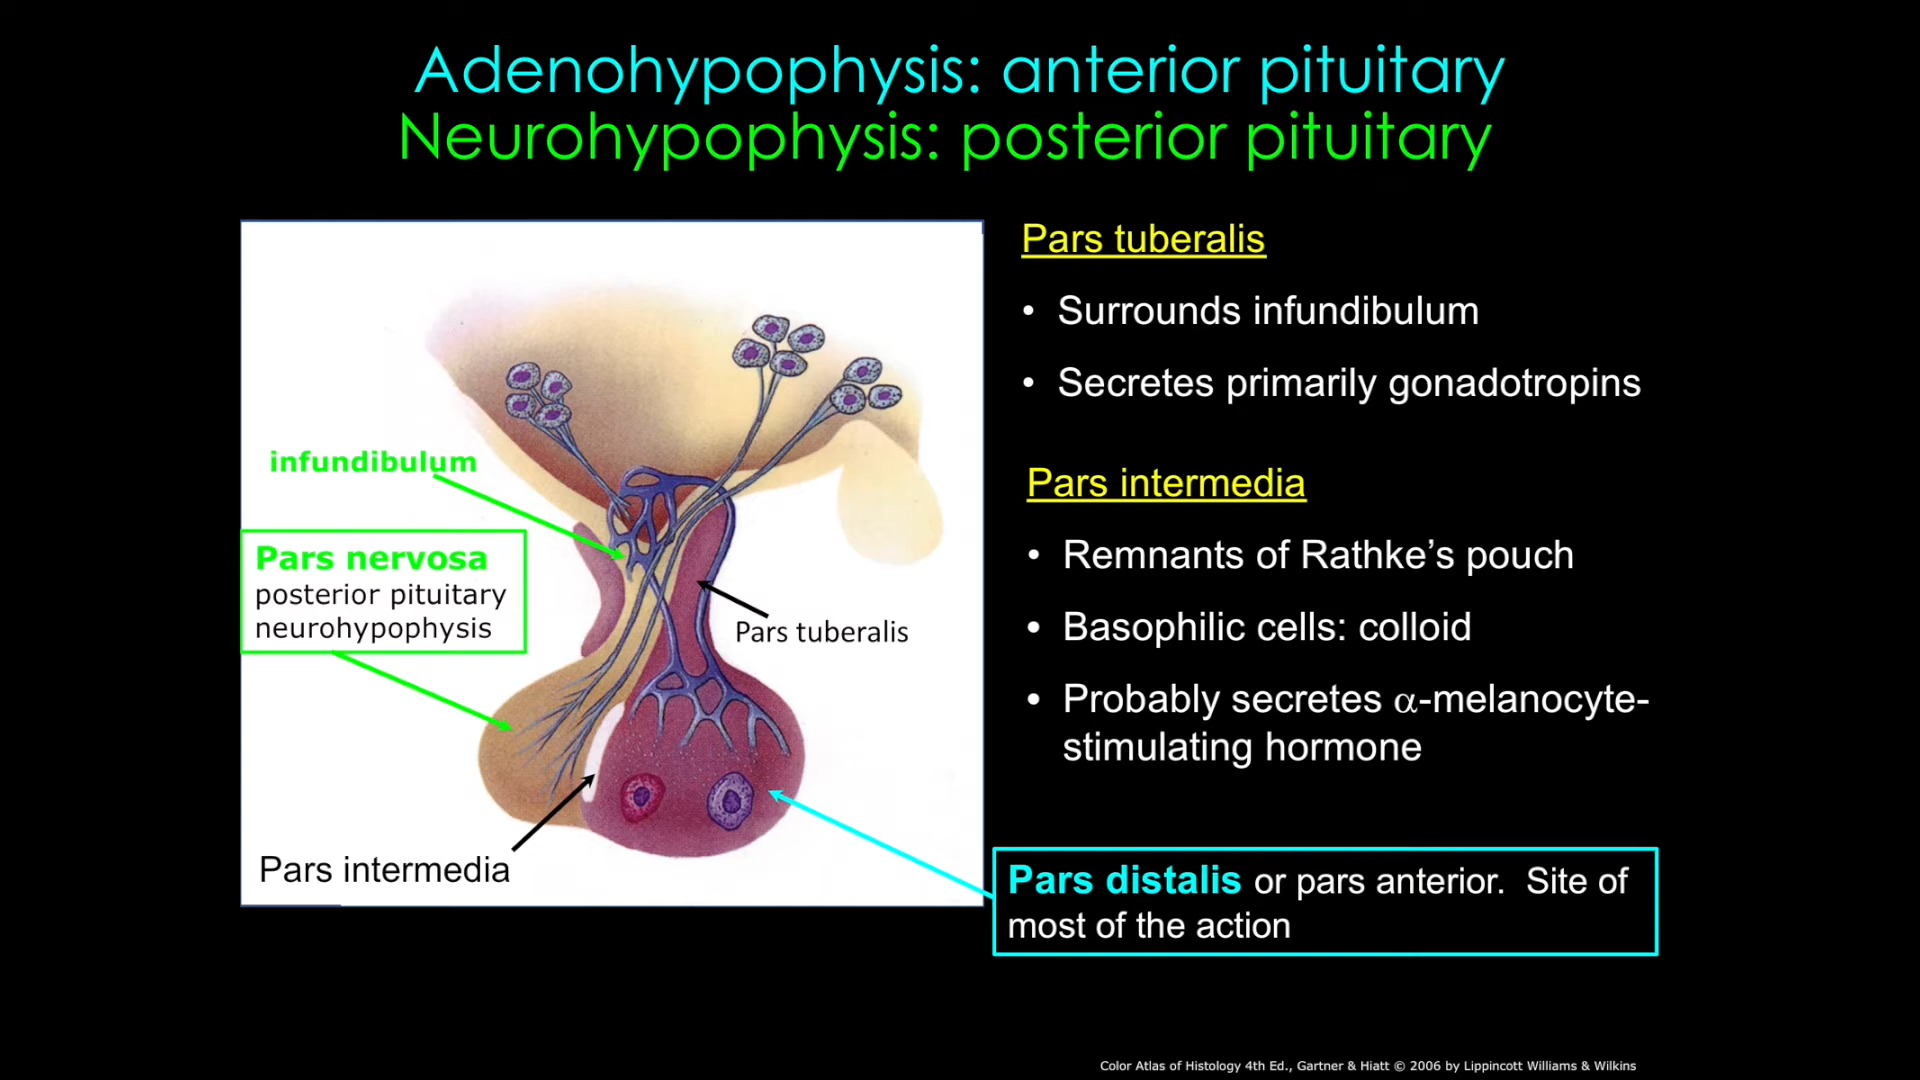 Adenohypophysis: anterior pituitary
Neurohypophysis: posterior pituitary
infundibulum
Pars nervosa
posterior pituitary
neurohypophysis
Pars tuberalis
Pars intermedia
Pars tuberalis
• Surrounds infundibulum
• Secretes primarily gonadotropins
Pars intermedia
• Remnants of Rathke’s pouch
• Basophilic cells: colloid
• Probably secretes α-melanocyte-
stimulating hormone
Pars distalis or pars anterior. Site of
most of the action
Color Atlas of Histology 4th Ed., Gartner & Hiatt © 2006 by Lippincott Williams & Wilkins